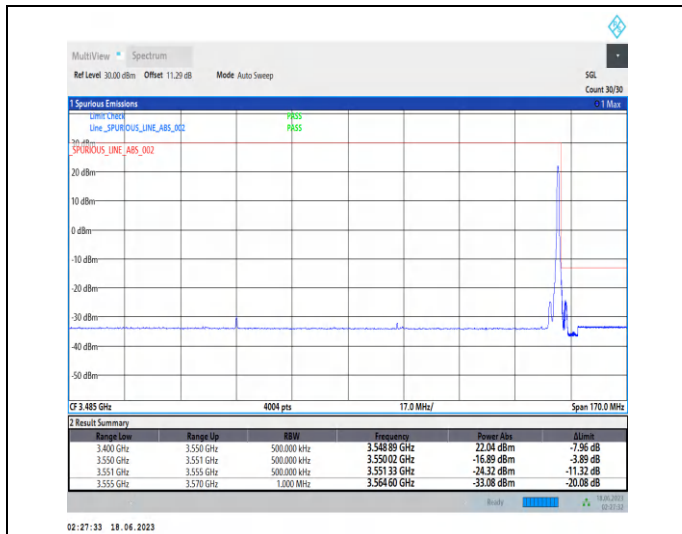 MultiView Spectrum
Ref Level 30.00 dBm Offset 11.29 dB Mode Auto Sweep SGL
Count 30/30
1 Spurious Emissions 1 Max
Limit Check PASS
Line _SPURIOUS_LINE_ABS_002 PASS
30 dBm
_SPURIOUS_LINE_ABS_002
20 dBm
10 dBm
0 dBm
-10 dBm
-20 dBm
-30 dBm
-40 dBm
-50 dBm
CF 3.485 GHz 4004 pts 17.0 MHz/ Span 170.0 MHz
2 Result Summary
Range Low Range Up RBW Frequency Power Abs ΔLimit
3.400 GHz 3.550 GHz 500.000 kHz 3.548 89 GHz 22.04 dBm -7.96 dB
3.550 GHz 3.551 GHz 500.000 kHz 3.550 02 GHz -16.89 dBm -3.89 dB
3.551 GHz 3.555 GHz 500.000 kHz 3.551 33 GHz -24.32 dBm -11.32 dB
3.555 GHz 3.570 GHz 1.000 MHz 3.564 60 GHz -33.08 dBm -20.08 dB
Ready 18.06.2023
02:27:32
02:27:33 18.06.2023